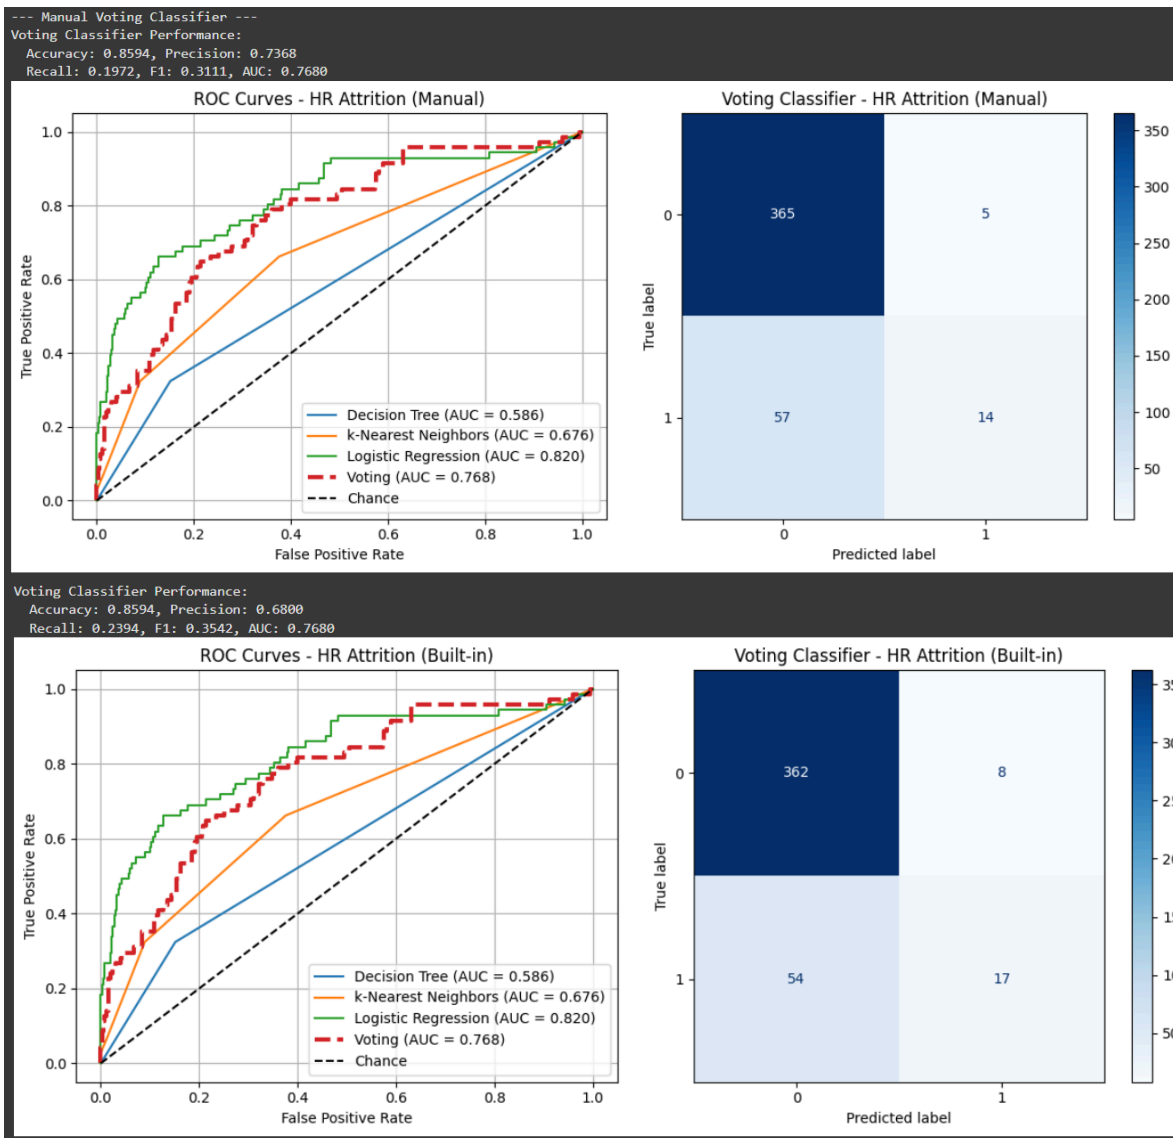 --- Manual Voting Classifier ---
Voting Classifier Performance:
Accuracy: 0.8594, Precision: 0.7368
Recall: 0.1972, F1: 0.3111, AUC: 0.7680
ROC Curves - HR Attrition (Manual)
1.0
0.8
0.6
0.4
0.2
0.0
True Positive Rate
Decision Tree (AUC = 0.586)
k-Nearest Neighbors (AUC = 0.676)
Logistic Regression (AUC = 0.820)
Voting (AUC = 0.768)
Chance
0.0 0.2 0.4 0.6 0.8 1.0
False Positive Rate
Voting Classifier - HR Attrition (Manual)
True label
0 365 5
1 57 14
0 1
Predicted label
350
300
250
200
150
100
50
Voting Classifier Performance:
Accuracy: 0.8594, Precision: 0.6800
Recall: 0.2394, F1: 0.3542, AUC: 0.7680
ROC Curves - HR Attrition (Built-in)
1.0
0.8
0.6
0.4
0.2
0.0
True Positive Rate
Decision Tree (AUC = 0.586)
k-Nearest Neighbors (AUC = 0.676)
Logistic Regression (AUC = 0.820)
Voting (AUC = 0.768)
Chance
0.0 0.2 0.4 0.6 0.8 1.0
False Positive Rate
Voting Classifier - HR Attrition (Built-in)
True label
0 362 8
1 54 17
0 1
Predicted label